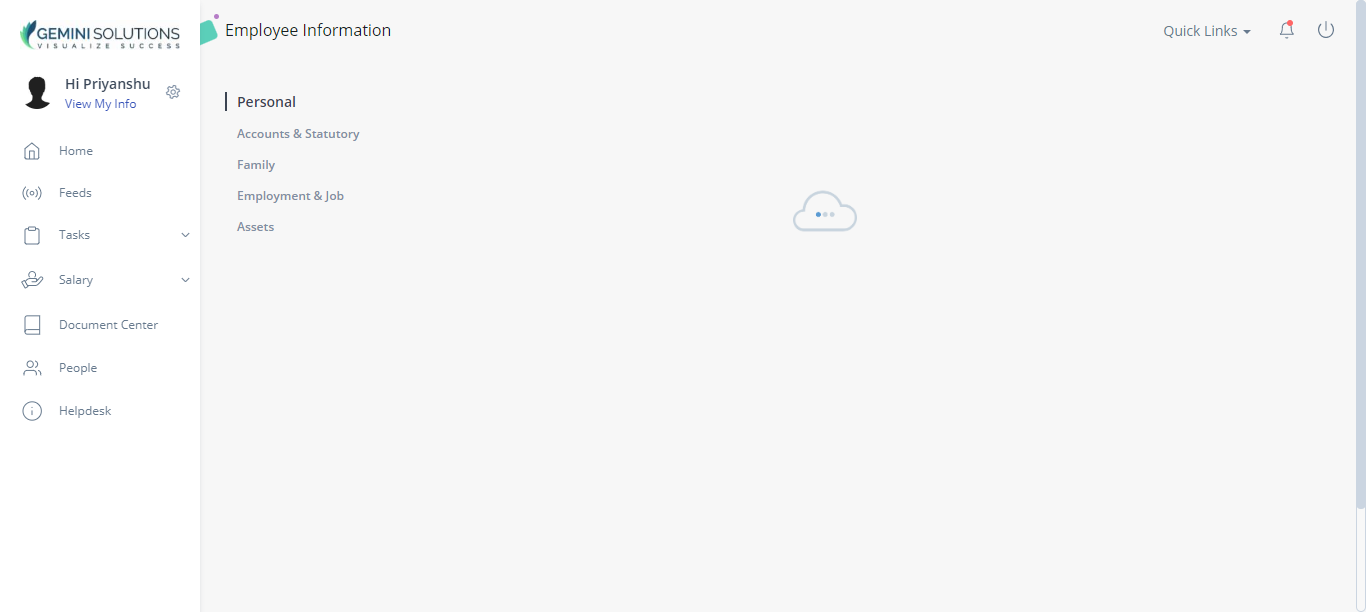 GEMINI SOLUTIONS
VISUALIZE SUCCESS
Hi Priyanshu
View My Info
Home
Feeds
Tasks
Salary
Document Center
People
Helpdesk
Employee Information
Quick Links
Personal
Accounts & Statutory
Family
Employment & Job
Assets